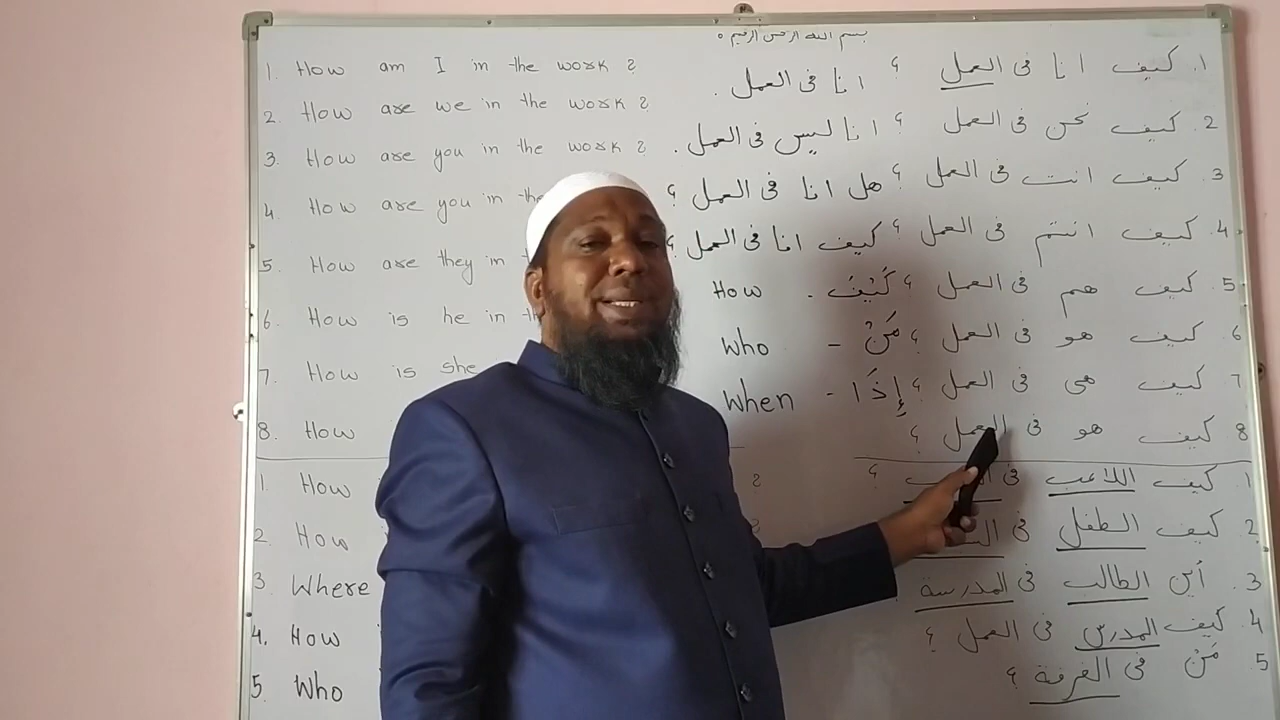 بسم الله الرحمن الرحيم
1. How am I in the work ?
2. How are we in the work ?
3. How are you in the work ?
4. How are you in the
5. How are they in
6. How is he in
7. How is she
8. How
1. How
2 How
3. Where
4. How
5. Who
انا فى العمل .
انا ليس فى العمل .
هل انا فى العمل ؟
كيف انا فى العمل ؟
How . كَيْفَ
Who - مَنْ
When - إِذَا
1. كيف انا فى العمل ؟
2. كيف نحن فى العمل ؟
3. كيف انت فى العمل ؟
4. كيف انتم فى العمل ؟
5. كيف هم فى العمل ؟
6. كيف هو فى العمل ؟
7 كيف هى فى العمل ؟
8 كيف هو فى العمل ؟
1. كيف اللاعب فى ؟
2. كيف الطفل فى
3. أين الطالب فى المدرسة
4. كيف المدرس فى العمل ؟
5. مَنْ فى الغرفة ؟